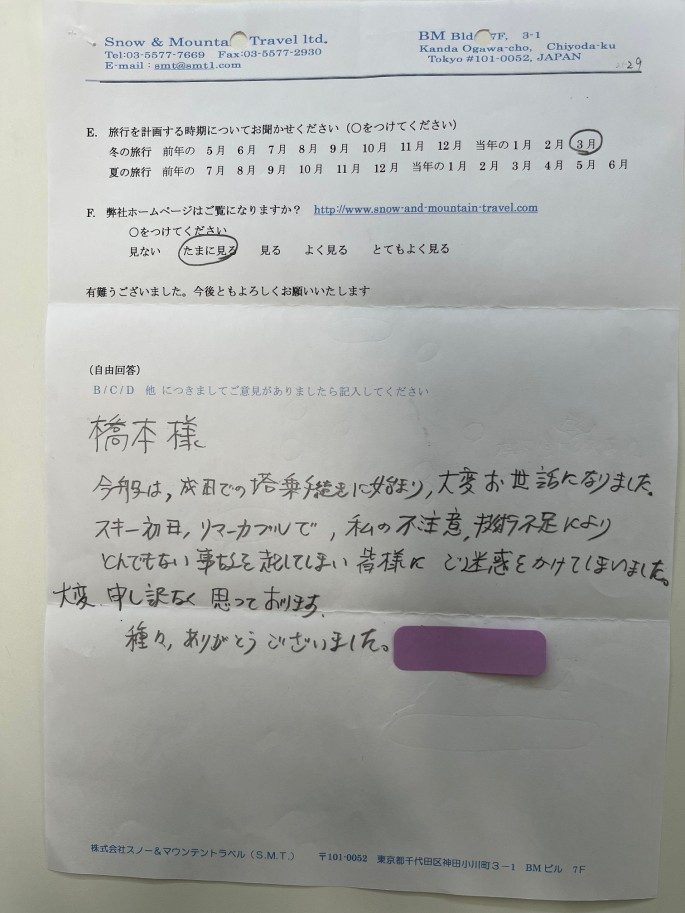 Snow & Mounta Travel ltd.
Tel:03-5577-7669 Fax:03-5577-2930
E-mail : smt@smt1.com
BM Bld 7F, 3-1
Kanda Ogawa-cho, Chiyoda-ku
Tokyo #101-0052, JAPAN
29
E. 旅行を計画する時期についてお聞かせください（○をつけてください）
冬の旅行 前年の 5月 6月 7月 8月 9月 10月 11月 12月 当年の1月 2月 3月
夏の旅行 前年の 7月 8月 9月 10月 11月 12月 当年の1月 2月 3月 4月 5月 6月
F. 弊社ホームページはご覧になりますか？ http://www.snow-and-mountain-travel.com
○をつけてください
見ない たまに見る 見る よく見る とてもよく見る
有難うございました。今後ともよろしくお願いいたします
（自由回答）
B/C/D 他 につきましてご意見がありましたら記入してください
橋本様
今般は，成田での塔乗手続きに始まり，大変お世話になりました。
スキー初日，リマーカブルで，私の不注意，技術不足により
とんでもない事故を起してしまい皆様にご迷惑をかけてしまいました。
大変申し訳なく思っております．
種々，ありがとうございました。
株式会社スノー＆マウンテントラベル（S.M.T.） 〒101-0052 東京都千代田区神田小川町3－1 BMビル 7F